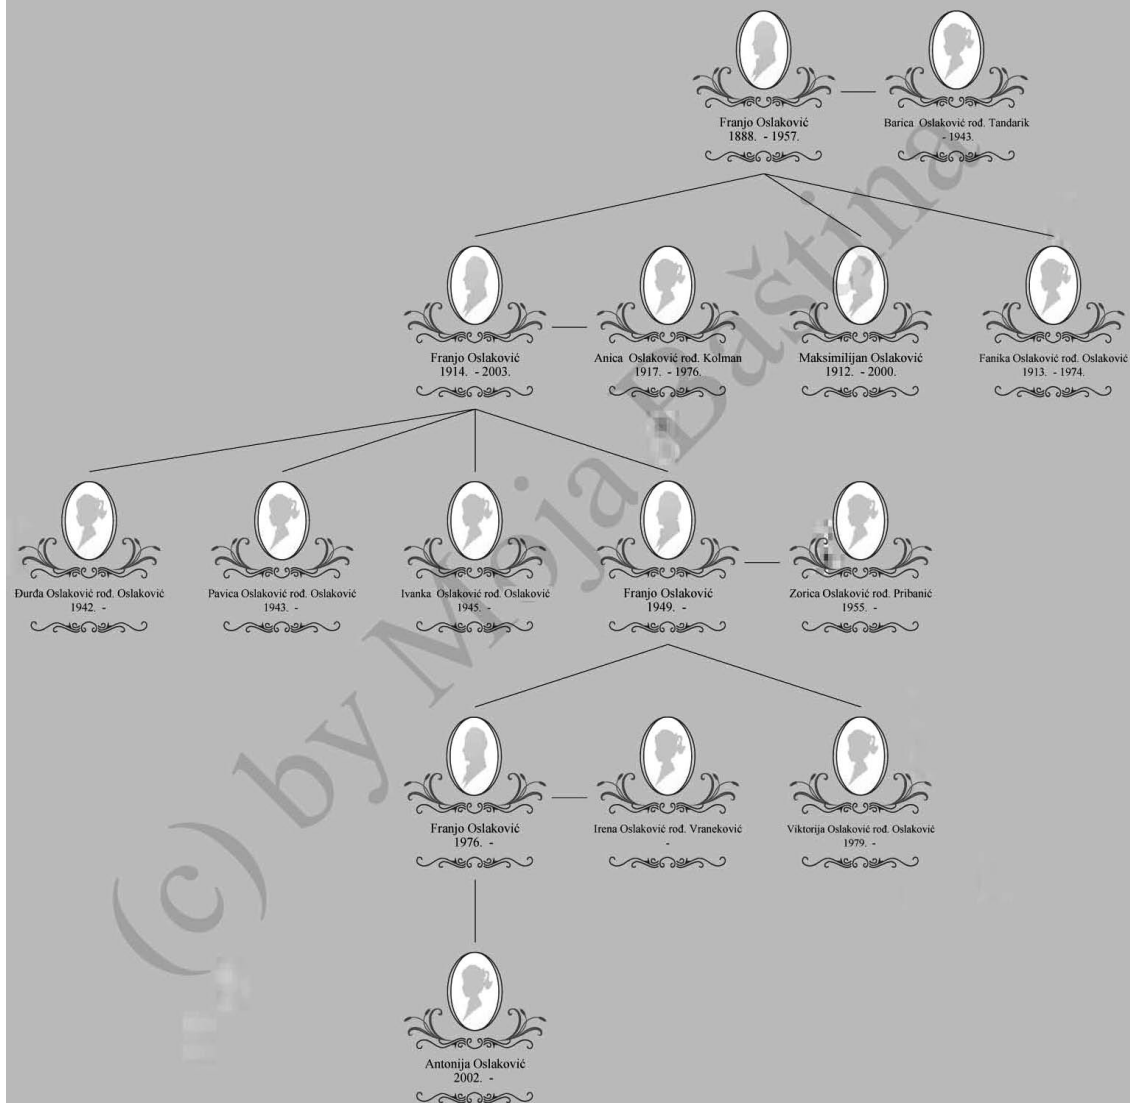 Franjo Oslaković
1888. - 1957.
Barica Oslaković rođ. Tandarik
- 1943.
Franjo Oslaković
1914. - 2003.
Anica Oslaković rođ. Kolman
1917. - 1976.
Maksimilijan Oslaković
1912. - 2000.
Fanika Oslaković rođ. Oslaković
1913. - 1974.
Đurđa Oslaković rođ. Oslaković
1942. -
Pavica Oslaković rođ. Oslaković
1943. -
Ivanka Oslaković rođ. Oslaković
1945. -
Franjo Oslaković
1949. -
Zorica Oslaković rođ. Pribanić
1955. -
Franjo Oslaković
1976. -
Irena Oslaković rođ. Vraneković
-
Viktorija Oslaković rođ. Oslaković
1979. -
Antonija Oslaković
2002. -
(c) by Moja Baština